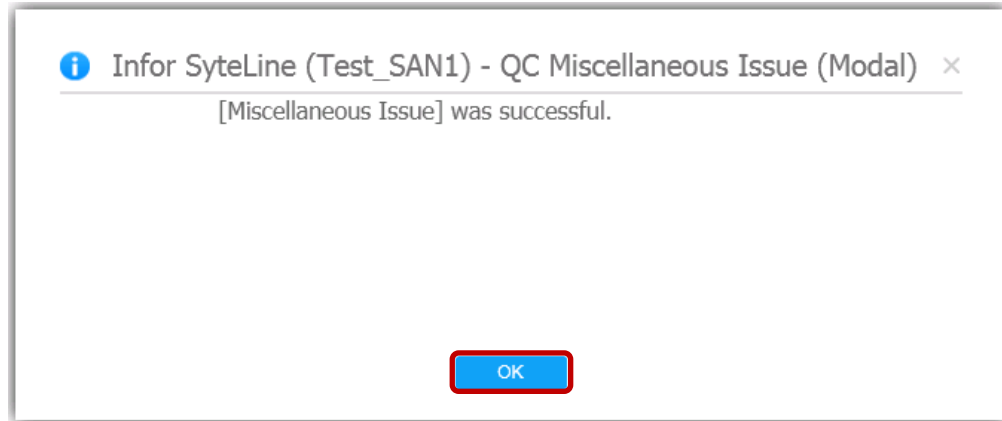 Infor SyteLine (Test_SAN1) - QC Miscellaneous Issue (Modal)
[Miscellaneous Issue] was successful.
OK